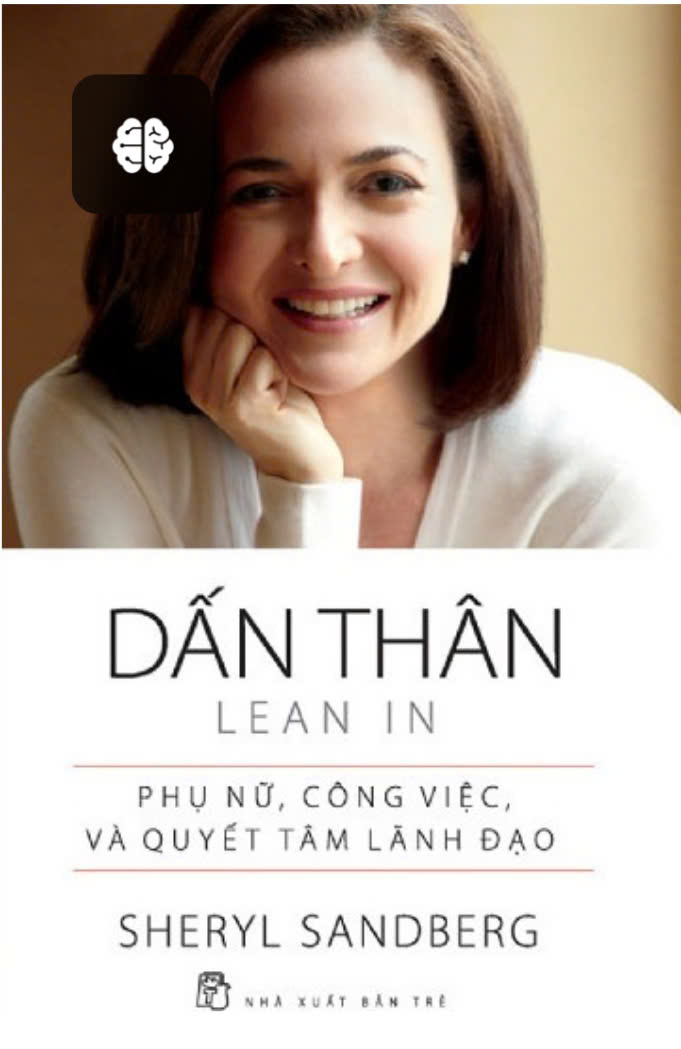 DẤN THÂN
LEAN IN
PHỤ NỮ, CÔNG VIỆC,
VÀ QUYẾT TÂM LÃNH ĐẠO
SHERYL SANDBERG
NHÀ XUẤT BẢN TRẺ